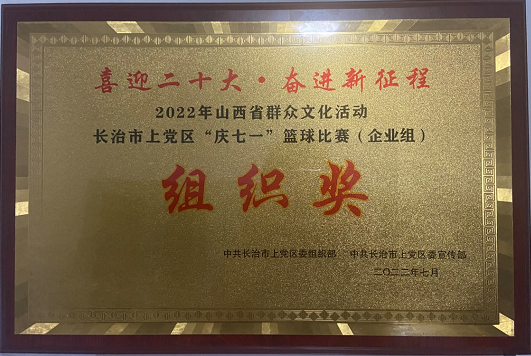 喜迎二十大·奋进新征程
2022年山西省群众文化活动
长治市上党区“庆七一”篮球比赛（企业组）
组织奖
中共长治市上党区委组织部 中共长治市上党区委宣传部
二〇二二年七月